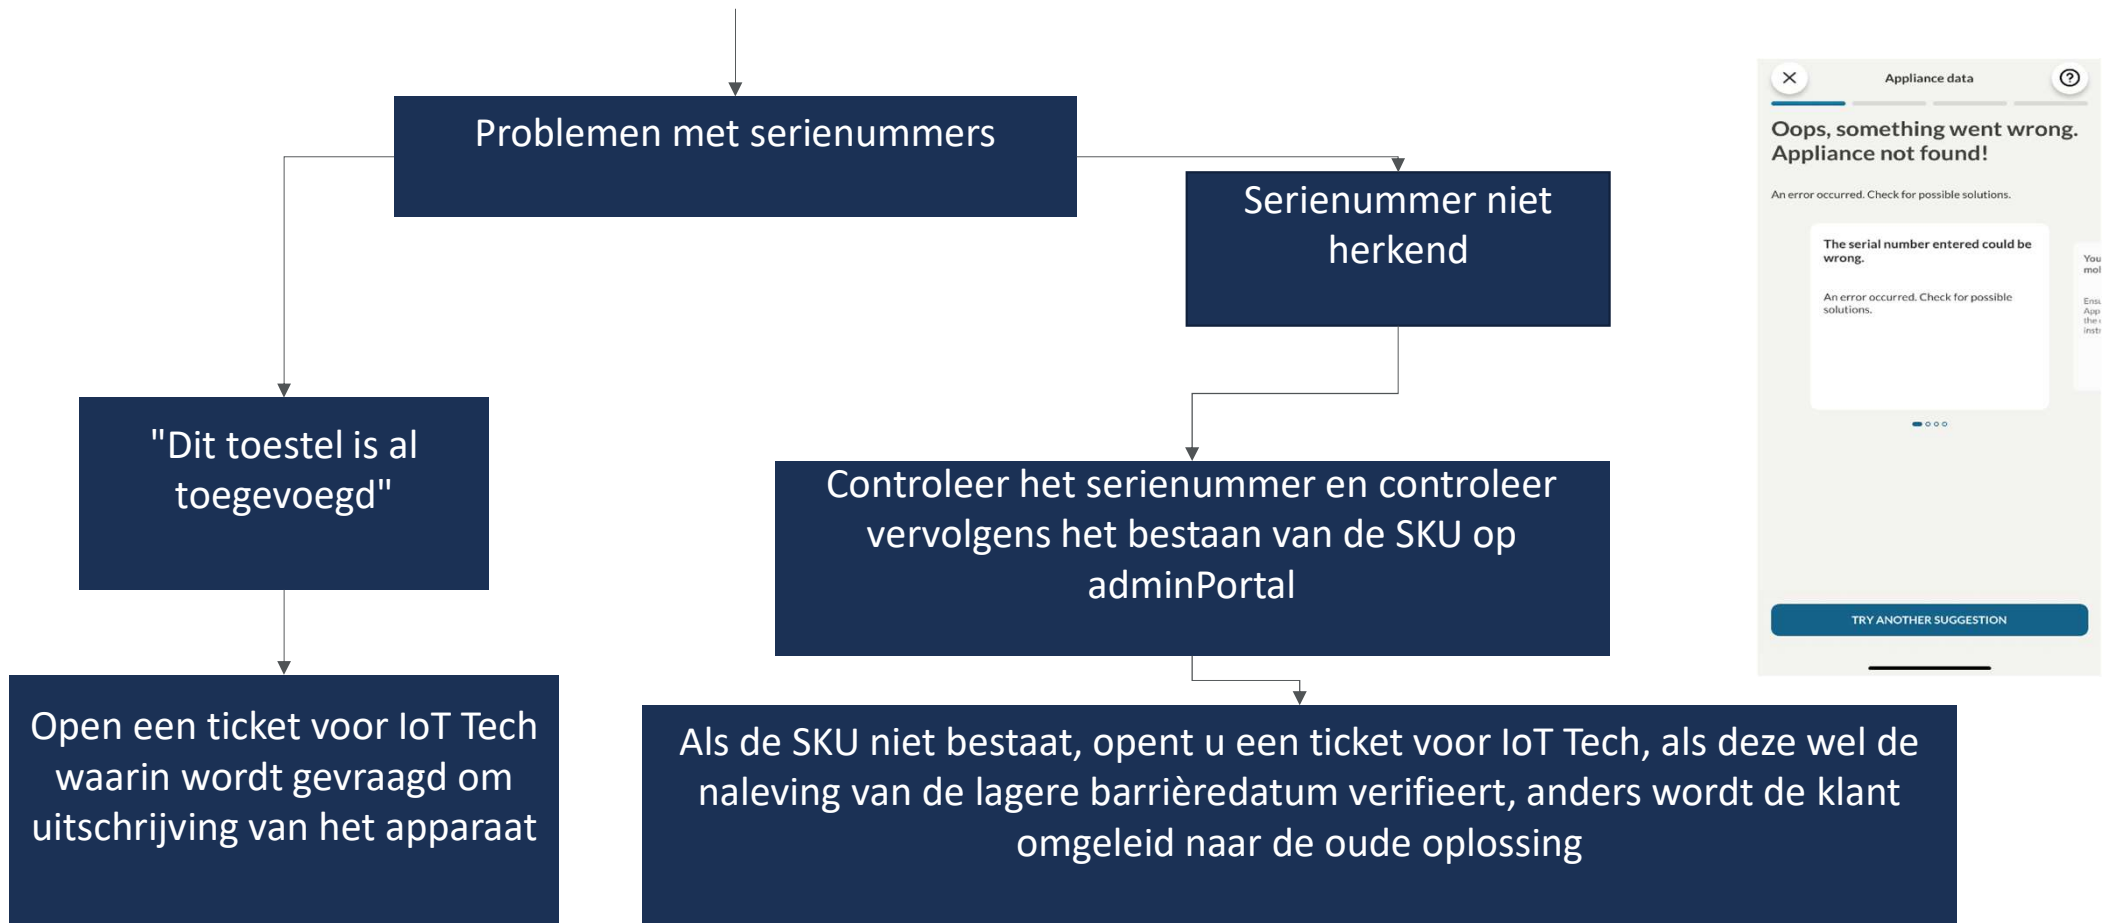 Problemen met serienummers
Serienummer niet
herkend
"Dit toestel is al
toegevoegd"
Controleer het serienummer en controleer
vervolgens het bestaan van de SKU op
adminPortal
Open een ticket voor IoT Tech
waarin wordt gevraagd om
uitschrijving van het apparaat
Als de SKU niet bestaat, opent u een ticket voor IoT Tech, als deze wel de
naleving van de lagere barrièredatum verifieert, anders wordt de klant
omgeleid naar de oude oplossing
Appliance data
Oops, something went wrong.
Appliance not found!
An error occurred. Check for possible solutions.
The serial number entered could be
wrong.
An error occurred. Check for possible
solutions.
You
TRY ANOTHER SUGGESTION